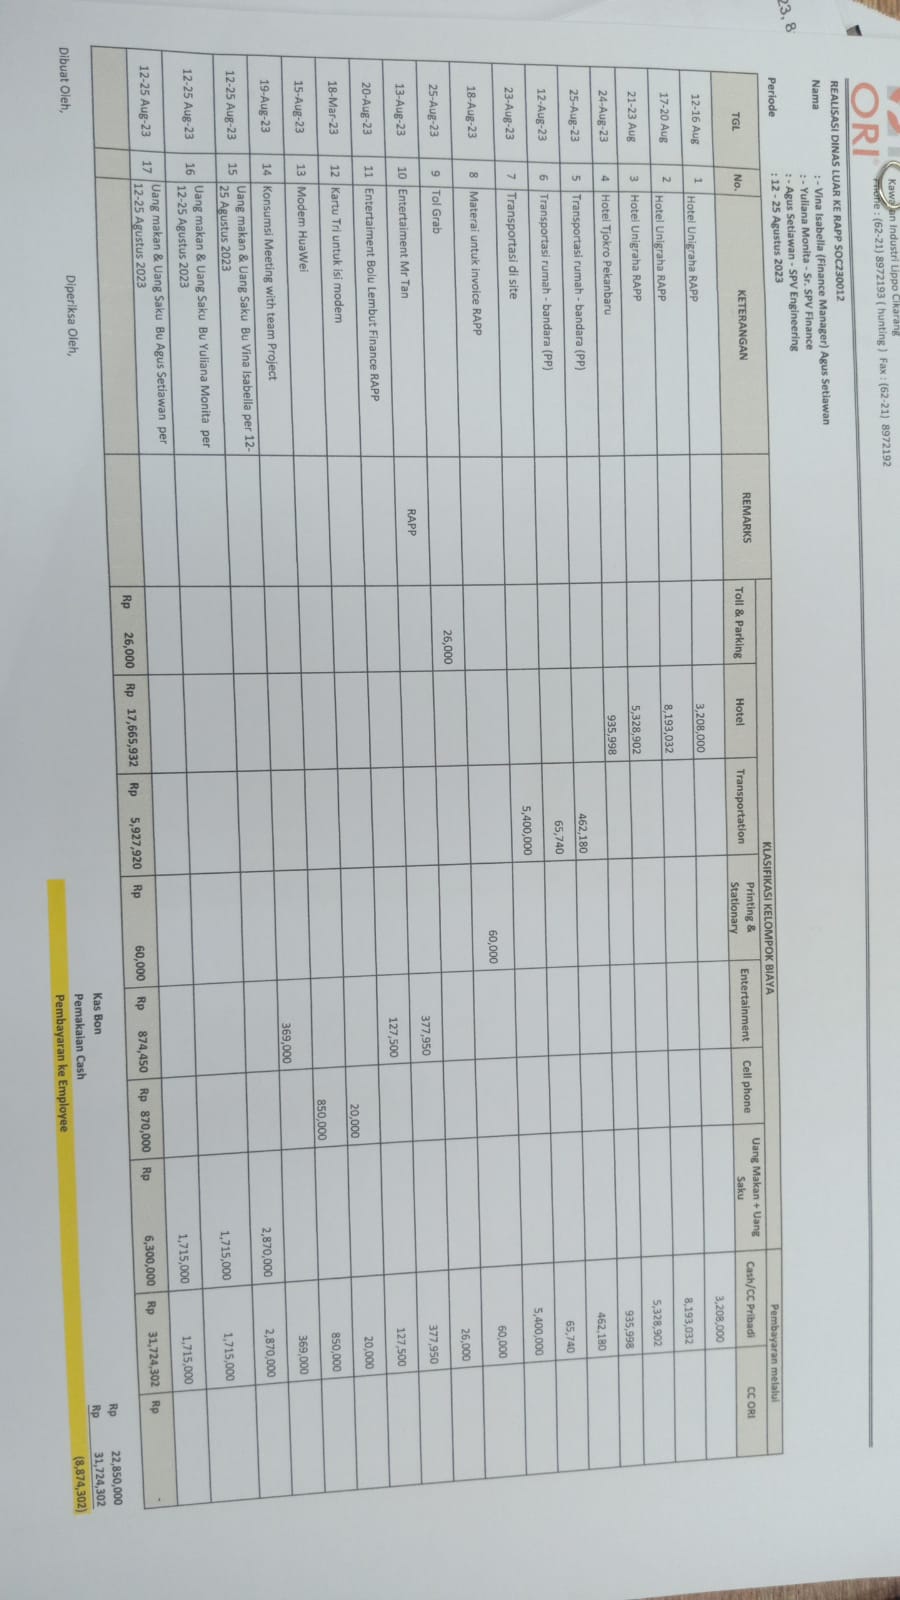 23, 8
ORI
Kawa an Industri Lippo Cikarang
Phone : (62-21) 8972193 ( hunting ) Fax : (62-21) 8972192
REALISASI DINAS LUAR KE RAPP SOC230012
Nama : - Vina Isabella (Finance Manager) Agus Setiawan
: - Yuliana Monita - Sr. SPV Finance
: - Agus Setiawan - SPV Engineering
Periode : 12 - 25 Agustus 2023
KLASIFIKASI KELOMPOK BIAYA Pembayaran melalui
TGL No. KETERANGAN REMARKS Toll & Parking Hotel Transportation Printing & Stationary Entertainment Cell phone Uang Makan + Uang Saku Cash/CC Pribadi CC ORI
12-16 Aug 1 Hotel Unigraha RAPP 3,208,000 3,208,000
17-20 Aug 2 Hotel Unigraha RAPP 8,193,032 8,193,032
21-23 Aug 3 Hotel Unigraha RAPP 5,328,902 5,328,902
24-Aug-23 4 Hotel Tjokro Pekanbaru 935,998 935,998
25-Aug-23 5 Transportasi rumah - bandara (PP) 462,180 462,180
12-Aug-23 6 Transportasi rumah - bandara (PP) 65,740 65,740
23-Aug-23 7 Transportasi di site 5,400,000 5,400,000
18-Aug-23 8 Materai untuk invoice RAPP 60,000 60,000
25-Aug-23 9 Tol Grab 26,000 26,000
13-Aug-23 10 Entertaiment Mr Tan RAPP 377,950 377,950
20-Aug-23 11 Entertaiment Bolu Lembut Finance RAPP 127,500 127,500
18-Mar-23 12 Kartu Tri untuk isi modem 20,000 20,000
15-Aug-23 13 Modem HuaWei 850,000 850,000
19-Aug-23 14 Konsumsi Meeting with team Project 369,000 369,000
12-25 Aug-23 15 Uang makan & Uang Saku Bu Vina Isabella per 12-25 Agustus 2023 2,870,000 2,870,000
12-25 Aug-23 16 Uang makan & Uang Saku Bu Yuliana Monita per 12-25 Agustus 2023 1,715,000 1,715,000
12-25 Aug-23 17 Uang makan & Uang Saku Bu Agus Setiawan per 12-25 Agustus 2023 1,715,000 1,715,000
Rp 26,000 Rp 17,665,932 Rp 5,927,920 Rp 60,000 Rp 874,450 Rp 870,000 Rp 6,300,000 Rp 31,724,302 Rp -
Kas Bon Rp 22,850,000
Pemakaian Cash Rp 31,724,302
Pembayaran ke Employee (8,874,302)
Dibuat Oleh, Diperiksa Oleh,